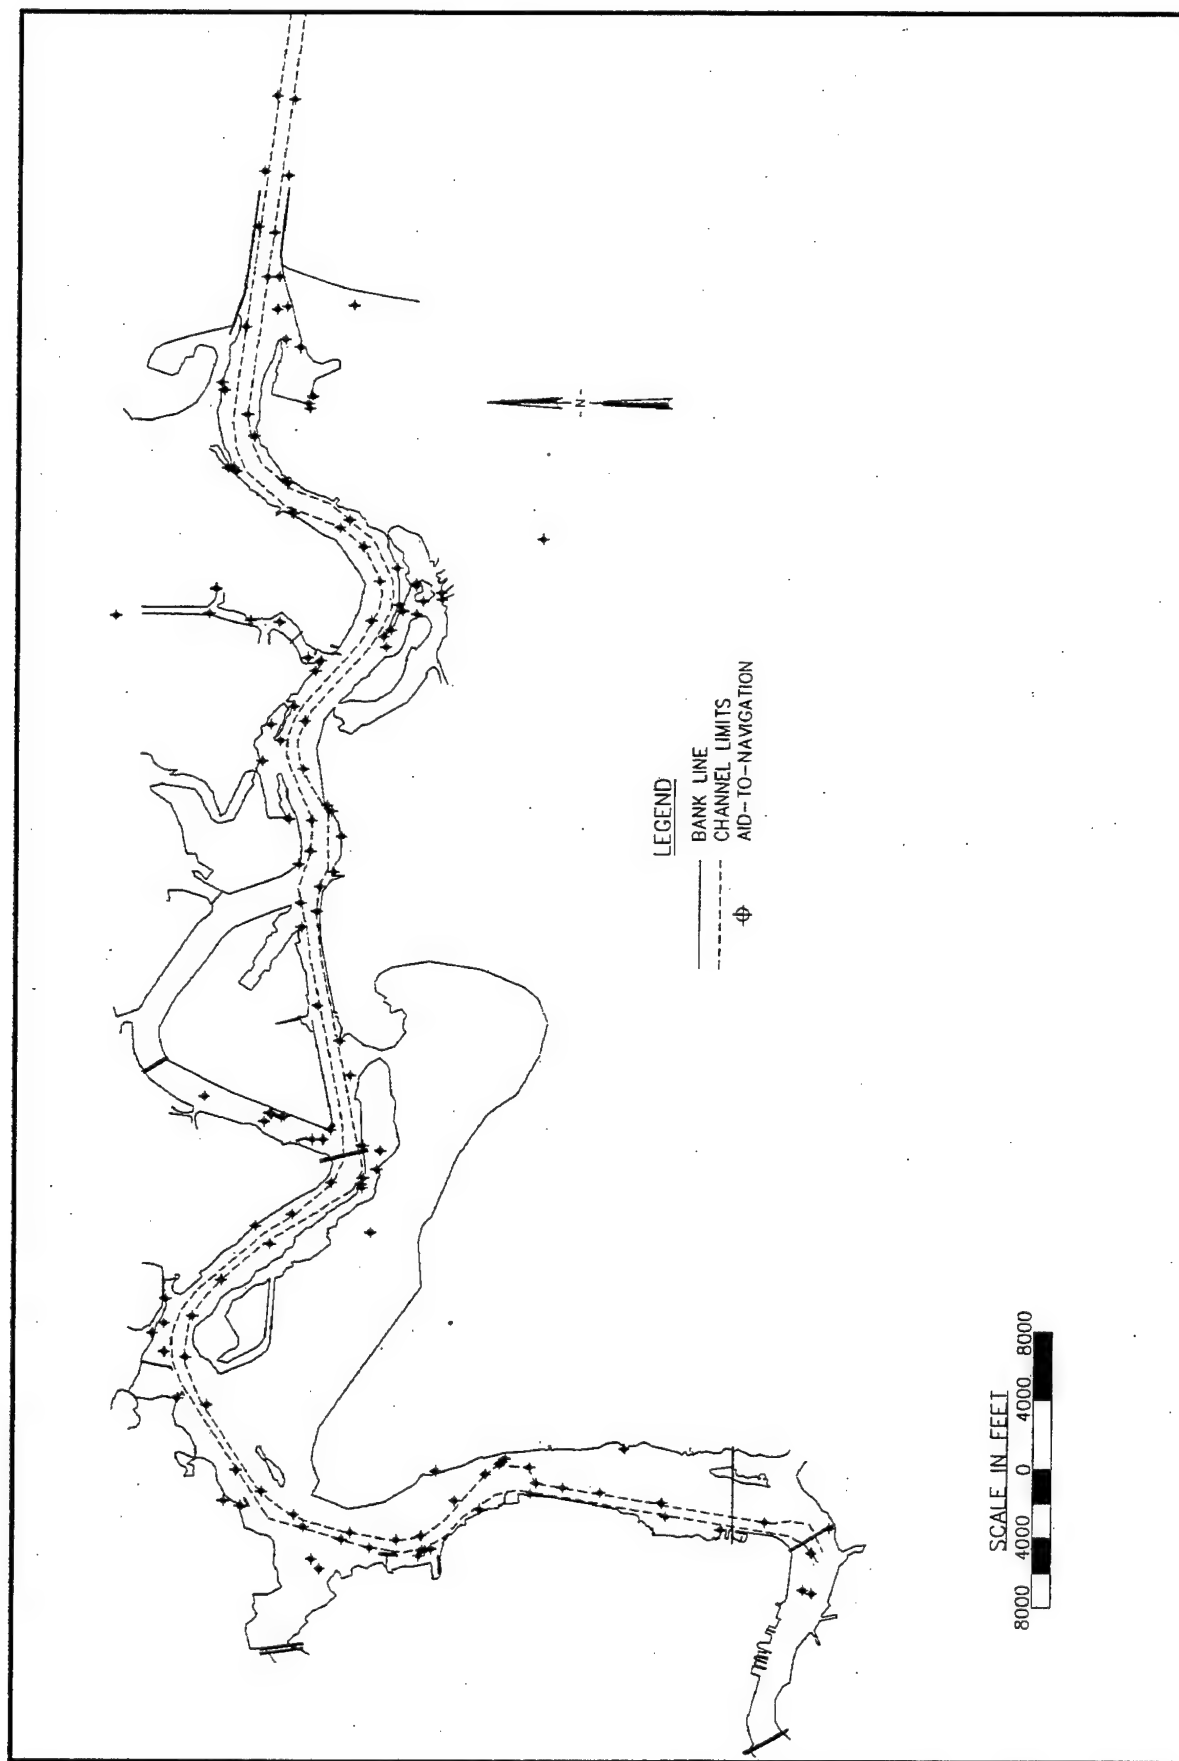 -N-
LEGEND
BANK LINE
CHANNEL LIMITS
AID-TO-NAVIGATION
SCALE IN FEET
8000 4000 0 4000 8000